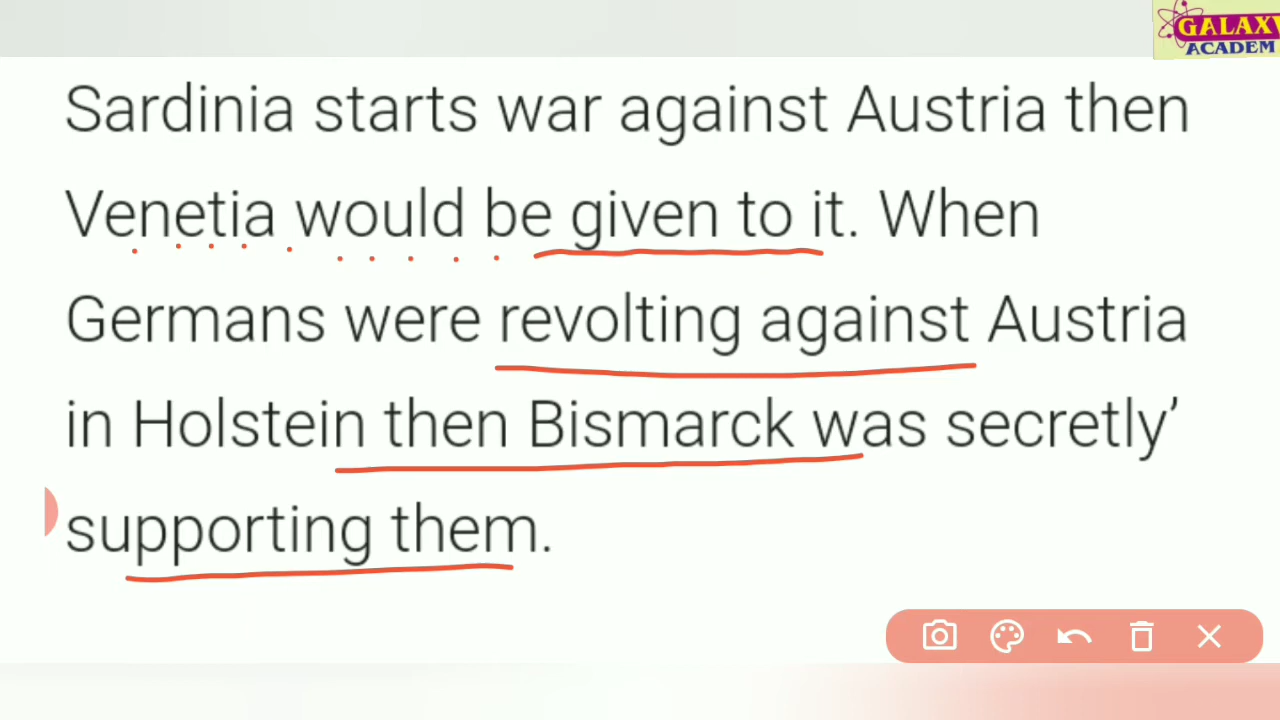 GALAXY
ACADEM
Sardinia starts war against Austria then
Venetia would be given to it. When
Germans were revolting against Austria
in Holstein then Bismarck was secretly’
supporting them.